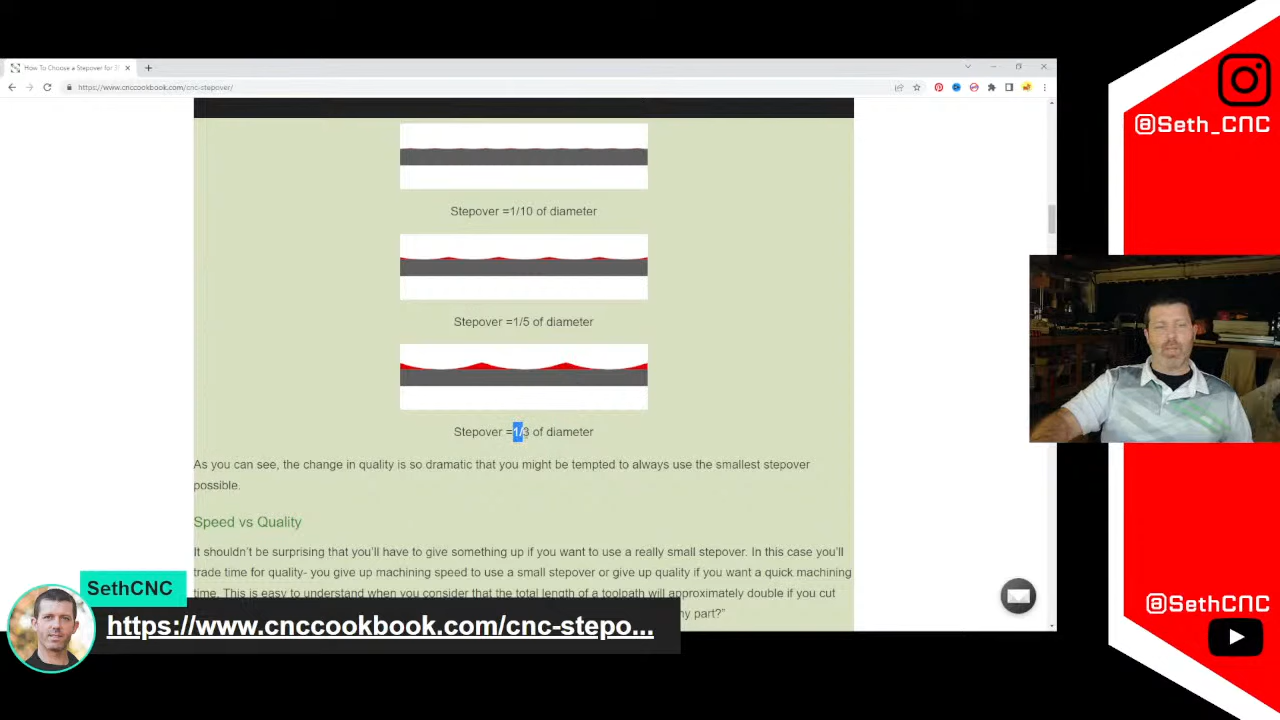 How To Choose a Stepover for 3D
https://www.cnccookbook.com/cnc-stepover/
@Seth_CNC
Stepover =1/10 of diameter
Stepover =1/5 of diameter
Stepover =1/3 of diameter
As you can see, the change in quality is so dramatic that you might be tempted to always use the smallest stepover
possible.
Speed vs Quality
It shouldn't be surprising that you'll have to give something up if you want to use a really small stepover. In this case you'll
trade time for quality- you give up machining speed to use a small stepover or give up quality if you want a quick machining
time. This is easy to understand when you consider that the total length of a toolpath will approximately double if you cut
my part?"
SethCNC
https://www.cnccookbook.com/cnc-stepo...
@SethCNC